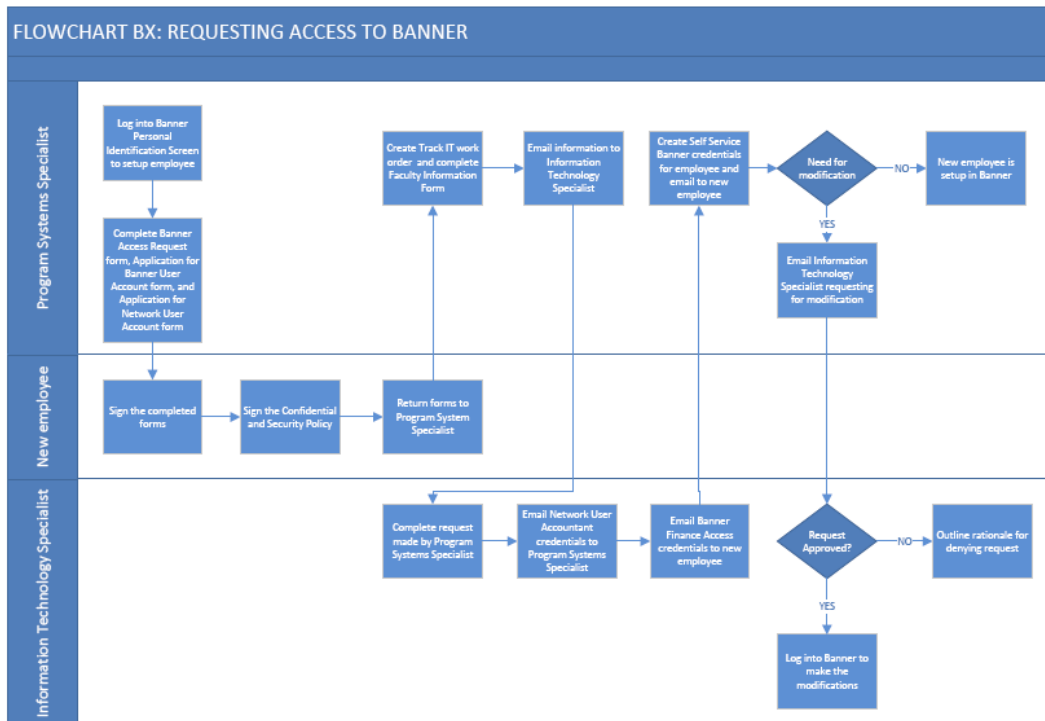 FLOWCHART BX: REQUESTING ACCESS TO BANNER
Program Systems Specialist
Log into Banner
Personal
Identification Screen
to setup employee
Complete Banner
Access Request
form, Application for
Banner User
Account form, and
Application for
Network User
Account form
Create Track IT work
order and complete
Faculty Information
Form
Email information to
Information
Technology
Specialist
Create Self Service
Banner credentials
for employee and
email to new
employee
Need for
modification
NO
New employee is
setup in Banner
YES
Email Information
Technology
Specialist requesting
for modification
New employee
Sign the completed
forms
Sign the Confidential
and Security Policy
Return forms to
Program System
Specialist
Information Technology Specialist
Complete request
made by Program
Systems Specialist
Email Network User
Accountant
credentials to
Program Systems
Specialist
Email Banner
Finance Access
credentials to new
employee
Request
Approved?
NO
Outline rationale for
denying request
YES
Log into Banner to
make the
modifications